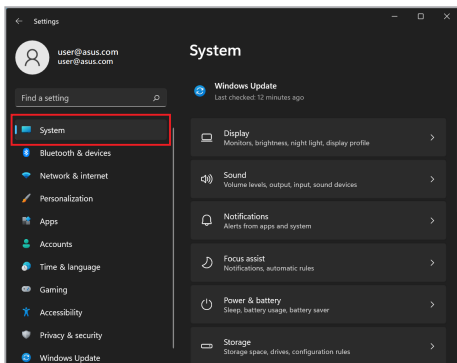 Settings
user@asus.com
user@asus.com
Find a setting
System
Bluetooth & devices
Network & internet
Personalization
Apps
Accounts
Time & language
Gaming
Accessibility
Privacy & security
Windows Update
System
Windows Update
Last checked: 12 minutes ago
Display
Monitors, brightness, night light, display profile
Sound
Volume levels, output, input, sound devices
Notifications
Alerts from apps and system
Focus assist
Notifications, automatic rules
Power & battery
Sleep, battery usage, battery saver
Storage
Storage space, drives, configuration rules